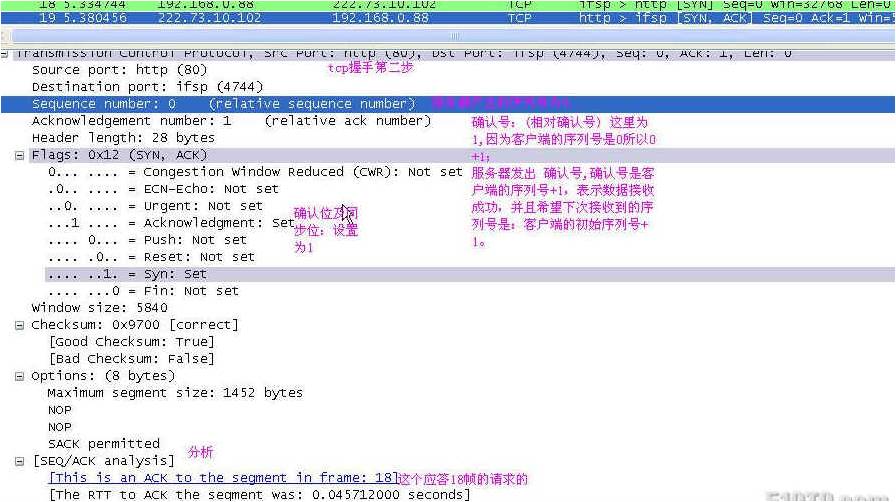 18 5.334744 192.168.0.88 222.73.10.102 TCP ifsp > http [SYN] Seq=0 Win=32768 Len=0
19 5.380456 222.73.10.102 192.168.0.88 TCP http > ifsp [SYN, ACK] Seq=0 Ack=1 Win=5
Transmission Control Protocol, Src Port: http (80), Dst Port: ifsp (4744), Seq: 0, Ack: 1, Len: 0
Source port: http (80)
tcp握手第二步
Destination port: ifsp (4744)
Sequence number: 0 (relative sequence number)
Acknowledgement number: 1 (relative ack number)
确认号：(相对确认号) 这里为
1,因为客户端的序列号是0所以0
+1；
Header length: 28 bytes
Flags: 0x12 (SYN, ACK)
0... .... = Congestion Window Reduced (CWR): Not set
服务器发出 确认号,确认号是客
户端的序列号+1，表示数据接收
成功，并且希望下次接收到的序
列号是：客户端的初始序列号+
1。
.0.. .... = ECN-Echo: Not set
..0. .... = Urgent: Not set
...1 .... = Acknowledgment: Set
确认位及同
步位：设置
为1
.... 0... = Push: Not set
.... .0.. = Reset: Not set
.... ..1. = Syn: Set
.... ...0 = Fin: Not set
Window size: 5840
Checksum: 0x9700 [correct]
[Good Checksum: True]
[Bad Checksum: False]
Options: (8 bytes)
Maximum segment size: 1452 bytes
NOP
NOP
SACK permitted
分析
[SEQ/ACK analysis]
[This is an ACK to the segment in frame: 18]
这个应答18帧的请求的
[The RTT to ACK the segment was: 0.045712000 seconds]